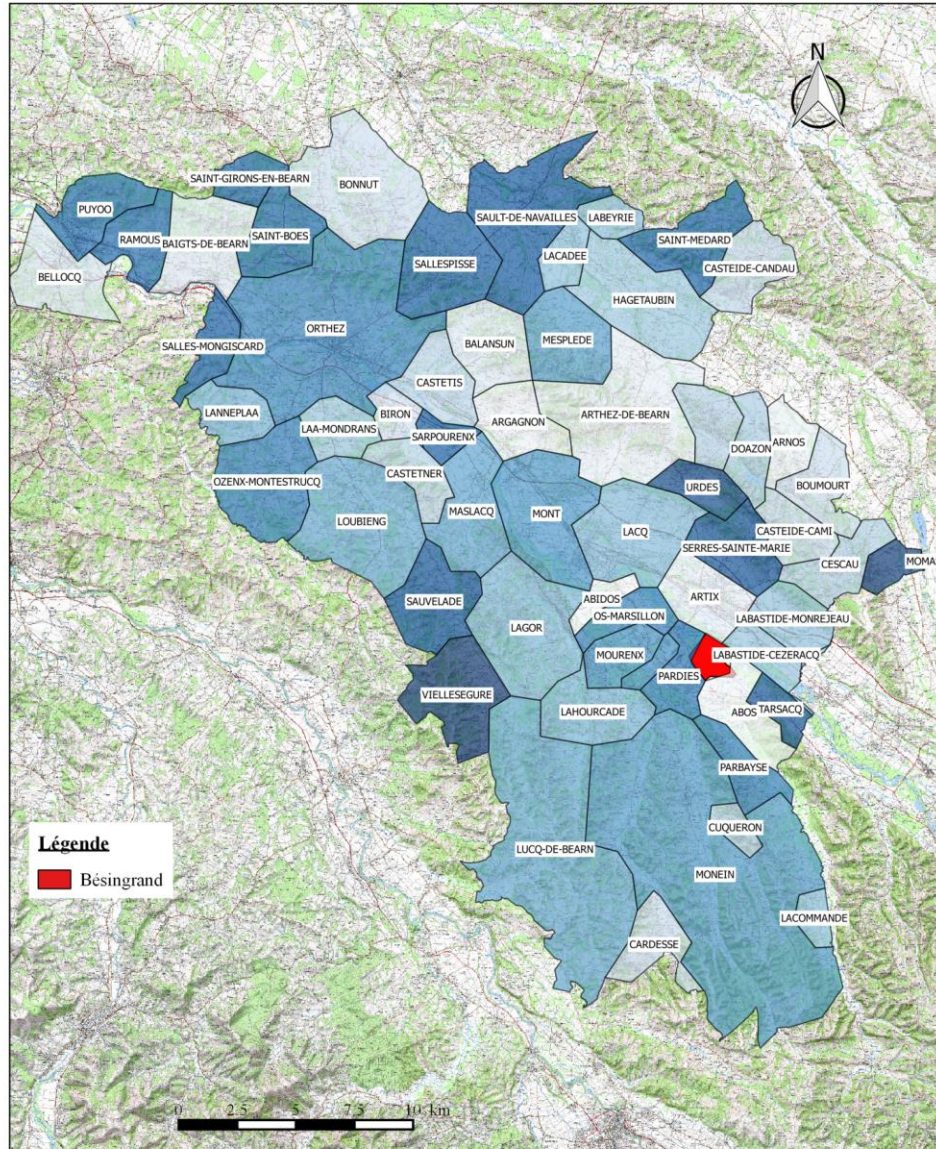 N
SAINT-GIRONS-EN-BEARN
BONNUT
PUYOO
SAULT-DE-NAVAILLES
LABEYRIE
RAMOUS
BAIGTS-DE-BEARN
SAINT-BOES
SAINT-MEDARD
SALLESPISSE
LACADEE
CASTEIDE-CANDAU
BELLOCQ
HAGETAUBIN
ORTHEZ
MESPLEDE
SALLES-MONGISCARD
BALANSUN
CASTETIS
LANNEPLAA
BIRON
ARGAGNON
ARTHEZ-DE-BEARN
LAA-MONDRANS
SARPOURENX
DOAZON
ARNOS
CASTETNER
OZENX-MONTESTRUCQ
URDES
BOUMOURT
MASLACQ
MONT
LOUBIENG
LACQ
CASTEIDE-CAMI
SERRES-SAINTE-MARIE
CESCAU
MOMAS
ABIDOS
ARTIX
SAUVELADE
OS-MARSILLON
LABASTIDE-MONREJEAU
LAGOR
MOURENX
LABASTIDE-CEZERACQ
PARDIES
VIELLESEGURE
LAHOURCADE
ABOS
TARSACQ
PARBAYSE
CUQUERON
Légende
LUCQ-DE-BEARN
Bésingrand
MONEIN
LACOMMANDE
CARDESSE
0 2.5 5 7.5 10 km